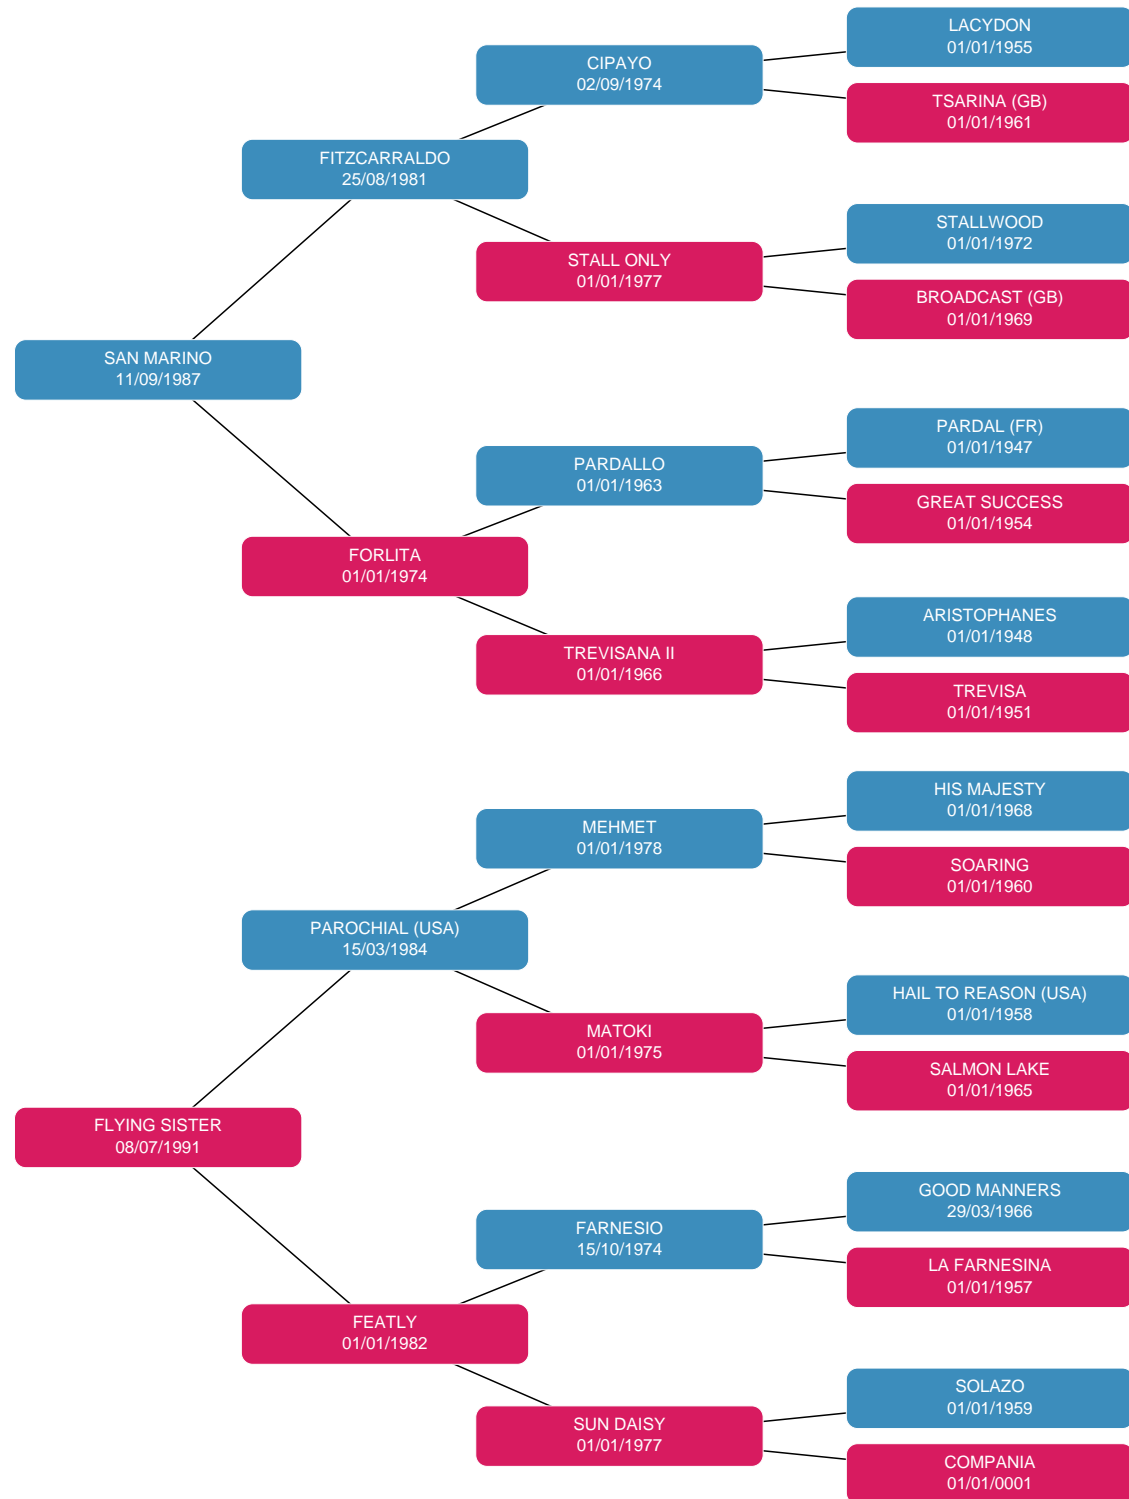 LACYDON
01/01/1955
CIPAYO
02/09/1974
TSARINA (GB)
01/01/1961
FITZCARRALDO
25/08/1981
STALLWOOD
01/01/1972
STALL ONLY
01/01/1977
BROADCAST (GB)
01/01/1969
SAN MARINO
11/09/1987
PARDAL (FR)
01/01/1947
PARDALLO
01/01/1963
GREAT SUCCESS
01/01/1954
FORLITA
01/01/1974
ARISTOPHANES
01/01/1948
TREVISANA II
01/01/1966
TREVISA
01/01/1951
HIS MAJESTY
01/01/1968
MEHMET
01/01/1978
SOARING
01/01/1960
PAROCHIAL (USA)
15/03/1984
HAIL TO REASON (USA)
01/01/1958
MATOKI
01/01/1975
SALMON LAKE
01/01/1965
FLYING SISTER
08/07/1991
GOOD MANNERS
29/03/1966
FARNESIO
15/10/1974
LA FARNESINA
01/01/1957
FEATLY
01/01/1982
SOLAZO
01/01/1959
SUN DAISY
01/01/1977
COMPANIA
01/01/0001